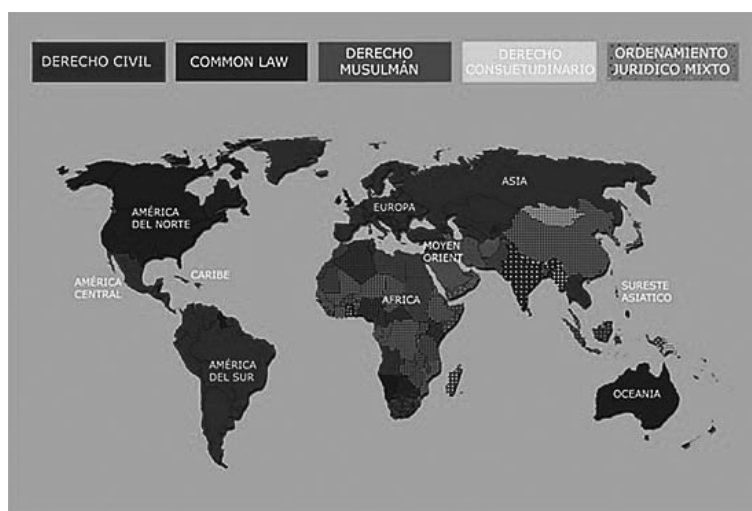 DERECHO CIVIL
COMMON LAW
DERECHO
MUSULMÁN
DERECHO
CONSUETUDINARIO
ORDENAMIENTO
JURIDICO MIXTO
AMÉRICA
DEL NORTE
EUROPA
ASIA
MOYEN
ORIENT
AMÉRICA
CENTRAL
CARIBE
AFRICA
SURESTE
ASIATICO
AMÉRICA
DEL SUR
OCEANIA